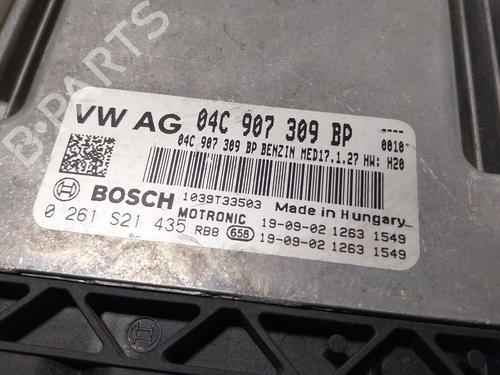 VW AG 04C 907 309 BP
----
0010
04C 907 309 BP BENZIN MED17.1.27 HW: H20
BOSCH
1039T33503 Made in Hungary
0 261 S21 435
MOTRONIC 19-09-02 1263 1549
RB8 65B 19-09-02 1263 1549
B-PARTS